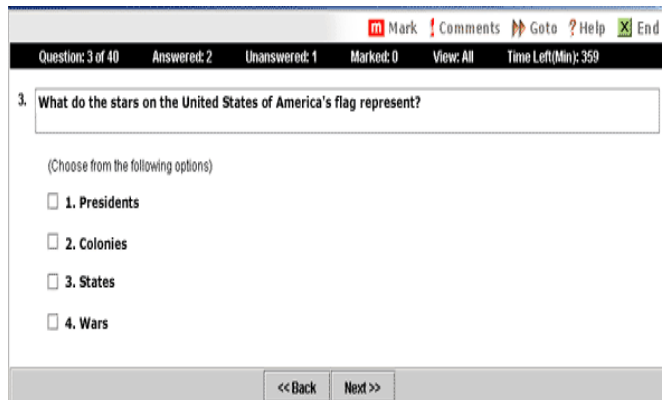 m Mark ! Comments Goto ? Help X End
Question: 3 of 40 Answered: 2 Unanswered: 1 Marked: 0 View: All Time Left(Min): 359
3. What do the stars on the United States of America's flag represent?
(Choose from the following options)
1. Presidents
2. Colonies
3. States
4. Wars
<< Back Next >>